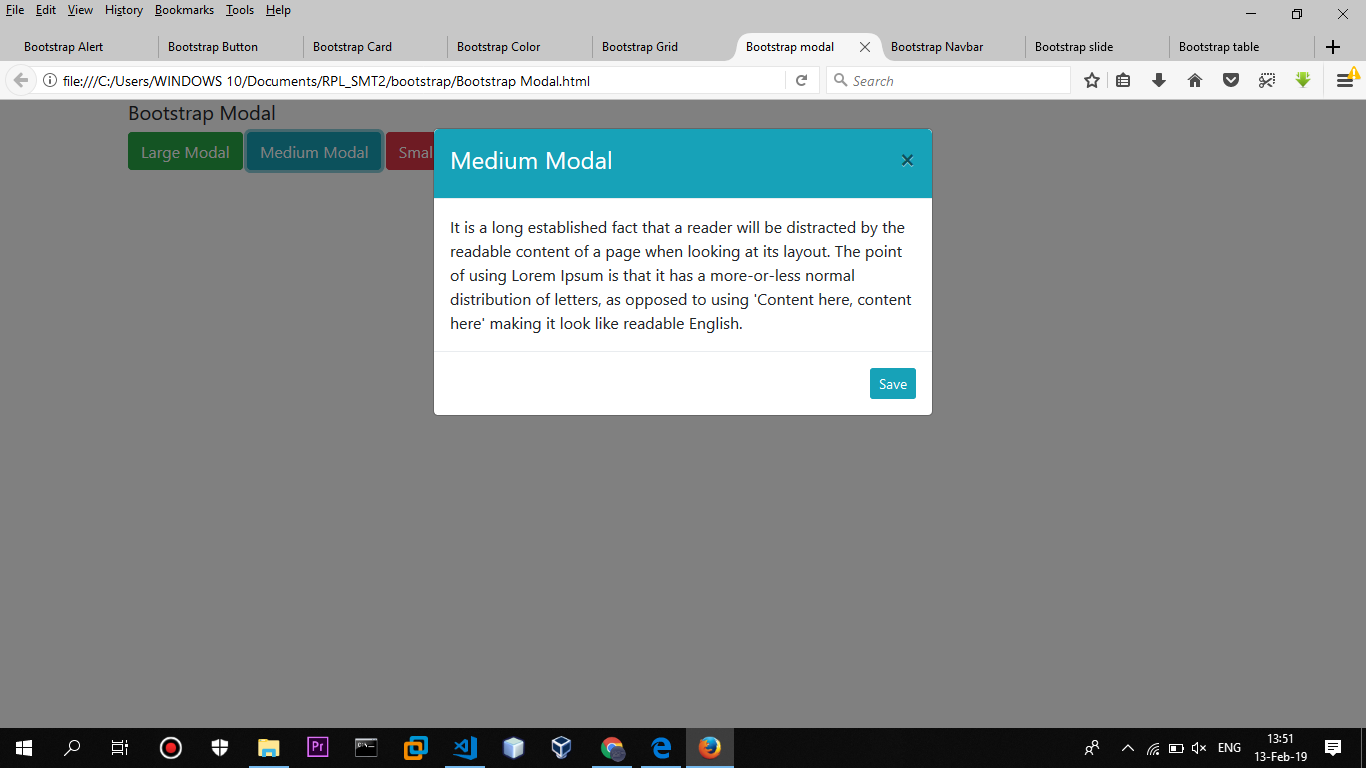 File Edit View History Bookmarks Tools Help
Bootstrap Alert Bootstrap Button Bootstrap Card Bootstrap Color Bootstrap Grid Bootstrap modal Bootstrap Navbar Bootstrap slide Bootstrap table
file:///C:/Users/WINDOWS 10/Documents/RPL_SMT2/bootstrap/Bootstrap Modal.html Search
Bootstrap Modal
Large Modal Medium Modal Smal
Medium Modal ×
It is a long established fact that a reader will be distracted by the
readable content of a page when looking at its layout. The point
of using Lorem Ipsum is that it has a more-or-less normal
distribution of letters, as opposed to using 'Content here, content
here' making it look like readable English.
Save
Pr
ENG
13:51
13-Feb-19